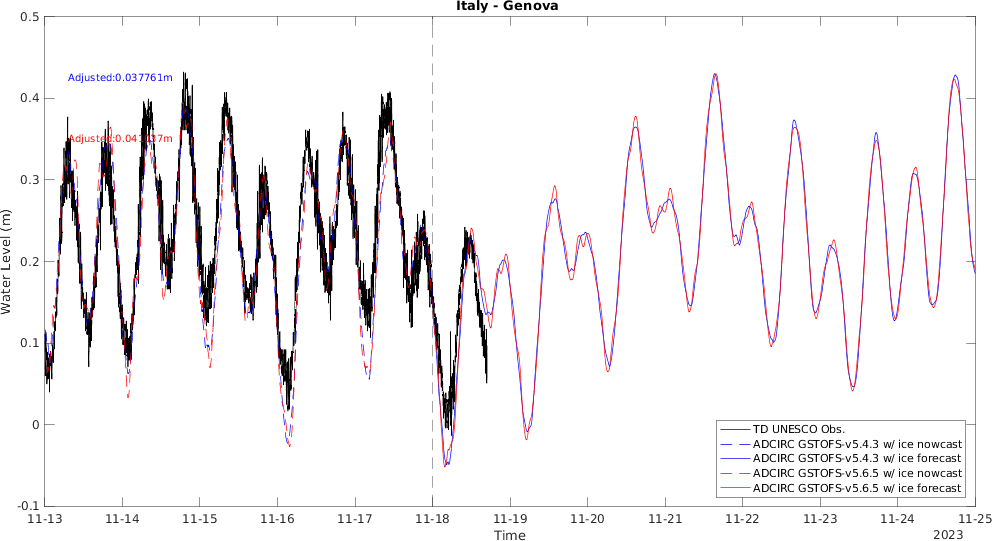 Italy - Genova
0.5
0.4
0.3
0.2
0.1
0
-0.1
Water Level (m)
Adjusted:0.037761m
11-13 11-14 11-15 11-16 11-17 11-18 11-19 11-20 11-21 11-22 11-23 11-24 11-25
Time
2023
TD UNESCO Obs.
ADCIRC GSTOFS-v5.4.3 w/ ice nowcast
ADCIRC GSTOFS-v5.4.3 w/ ice forecast
ADCIRC GSTOFS-v5.6.5 w/ ice nowcast
ADCIRC GSTOFS-v5.6.5 w/ ice forecast